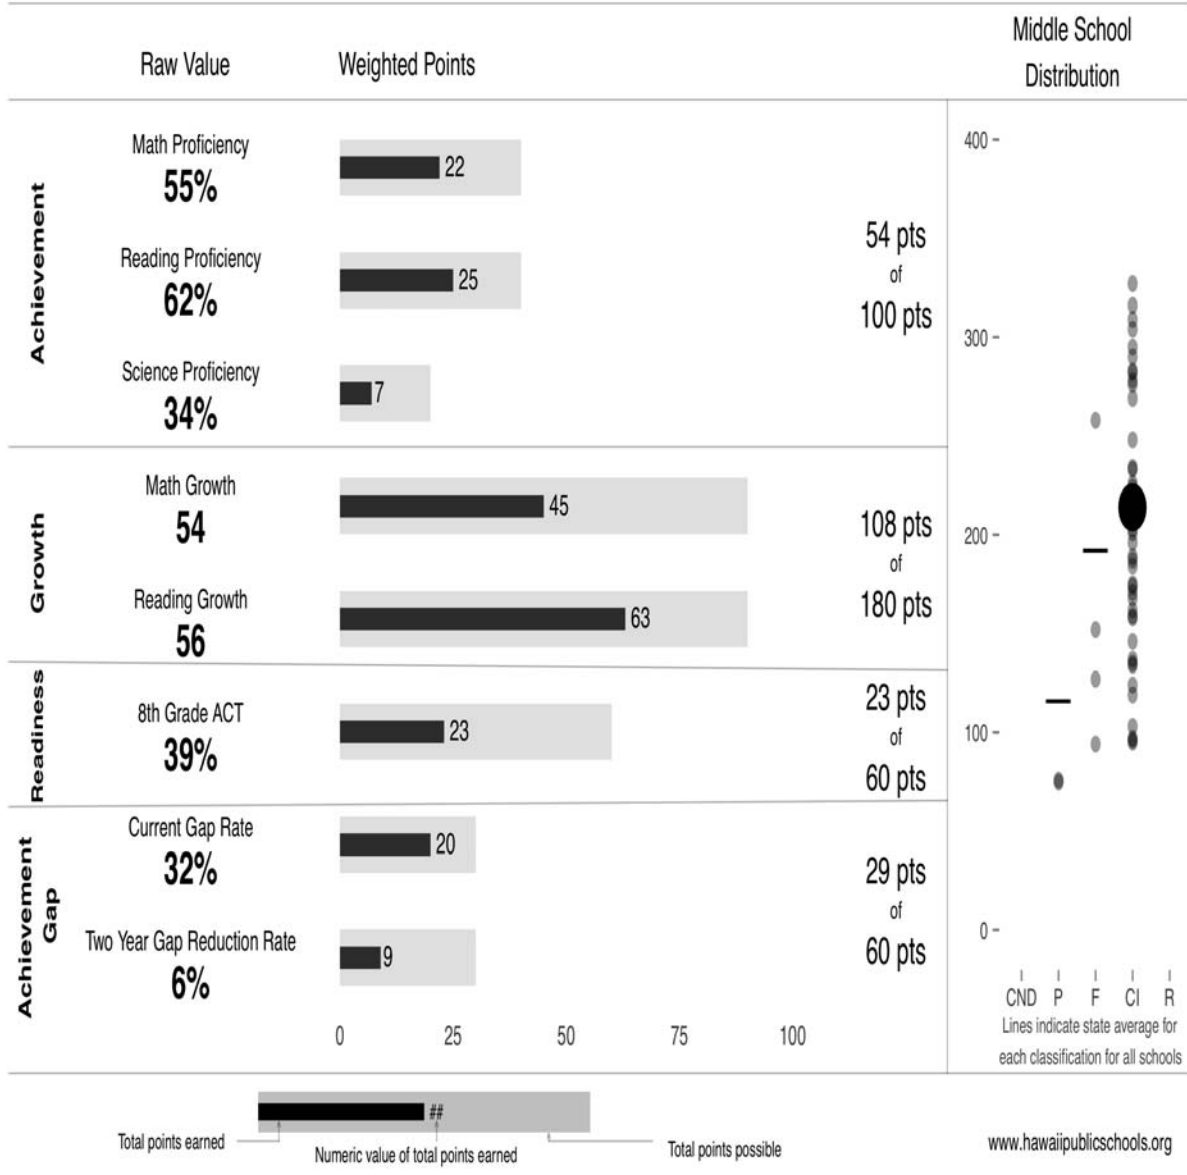 Raw Value
Weighted Points
Middle School
Distribution
Achievement
Math Proficiency
55%
22
Reading Proficiency
62%
25
Science Proficiency
34%
7
54 pts
of
100 pts
Growth
Math Growth
54
45
Reading Growth
56
63
108 pts
of
180 pts
Readiness
8th Grade ACT
39%
23
23 pts
of
60 pts
Achievement
Gap
Current Gap Rate
32%
20
Two Year Gap Reduction Rate
6%
9
29 pts
of
60 pts
0 25 50 75 100
400
300
200
100
0
CND P F CI R
Lines indicate state average for
each classification for all schools
##
Total points earned
Numeric value of total points earned
Total points possible
www.hawaiipublicschools.org